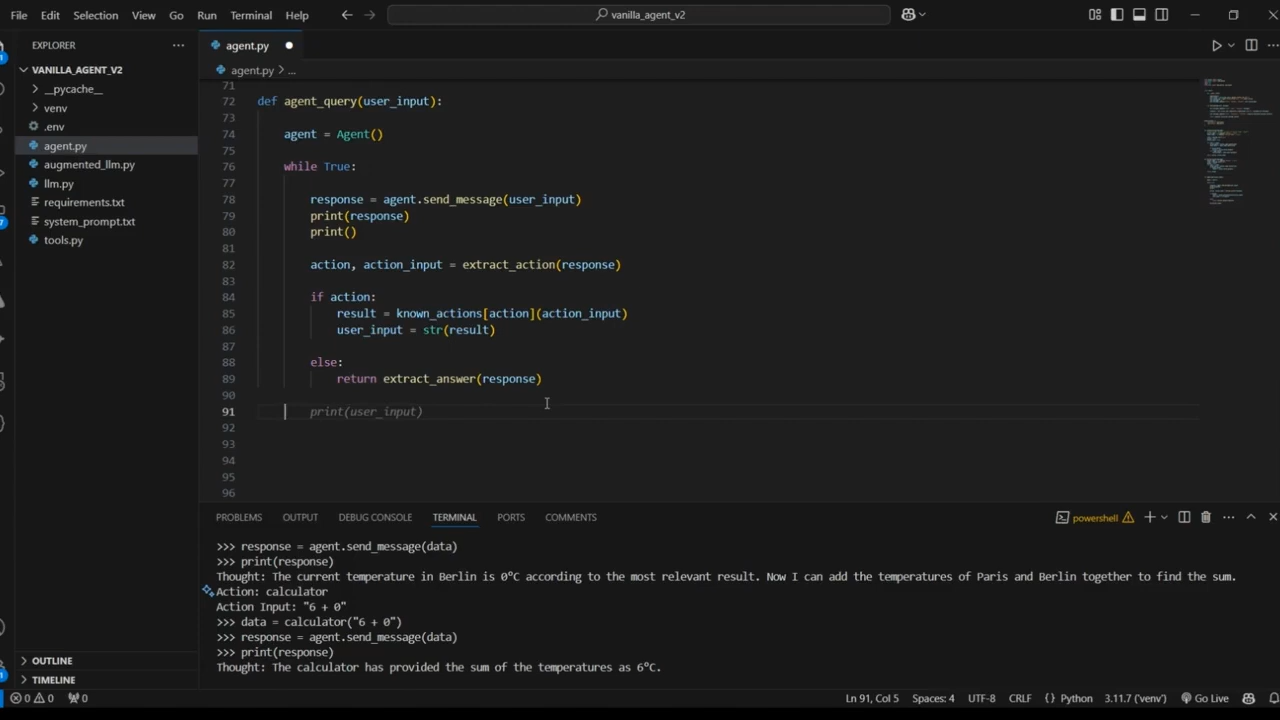 File Edit Selection View Go Run Terminal Help vanilla_agent_v2
EXPLORER
VANILLA_AGENT_V2
__pycache__
venv
.env
agent.py
augmented_llm.py
llm.py
requirements.txt
system_prompt.txt
tools.py
OUTLINE
TIMELINE
agent.py
agent.py > ...
71
72 def agent_query(user_input):
73
74 agent = Agent()
75
76 while True:
77
78 response = agent.send_message(user_input)
79 print(response)
80 print()
81
82 action, action_input = extract_action(response)
83
84 if action:
85 result = known_actions[action](action_input)
86 user_input = str(result)
87
88 else:
89 return extract_answer(response)
90
91 print(user_input)
92
93
94
95
96
PROBLEMS OUTPUT DEBUG CONSOLE TERMINAL PORTS COMMENTS powershell
>>> response = agent.send_message(data)
>>> print(response)
Thought: The current temperature in Berlin is 0°C according to the most relevant result. Now I can add the temperatures of Paris and Berlin together to find the sum.
Action: calculator
Action Input: "6 + 0"
>>> data = calculator("6 + 0")
>>> response = agent.send_message(data)
>>> print(response)
Thought: The calculator has provided the sum of the temperatures as 6°C.
0 0 0 Ln 91, Col 5 Spaces: 4 UTF-8 CRLF {} Python 3.11.7 ('venv') Go Live